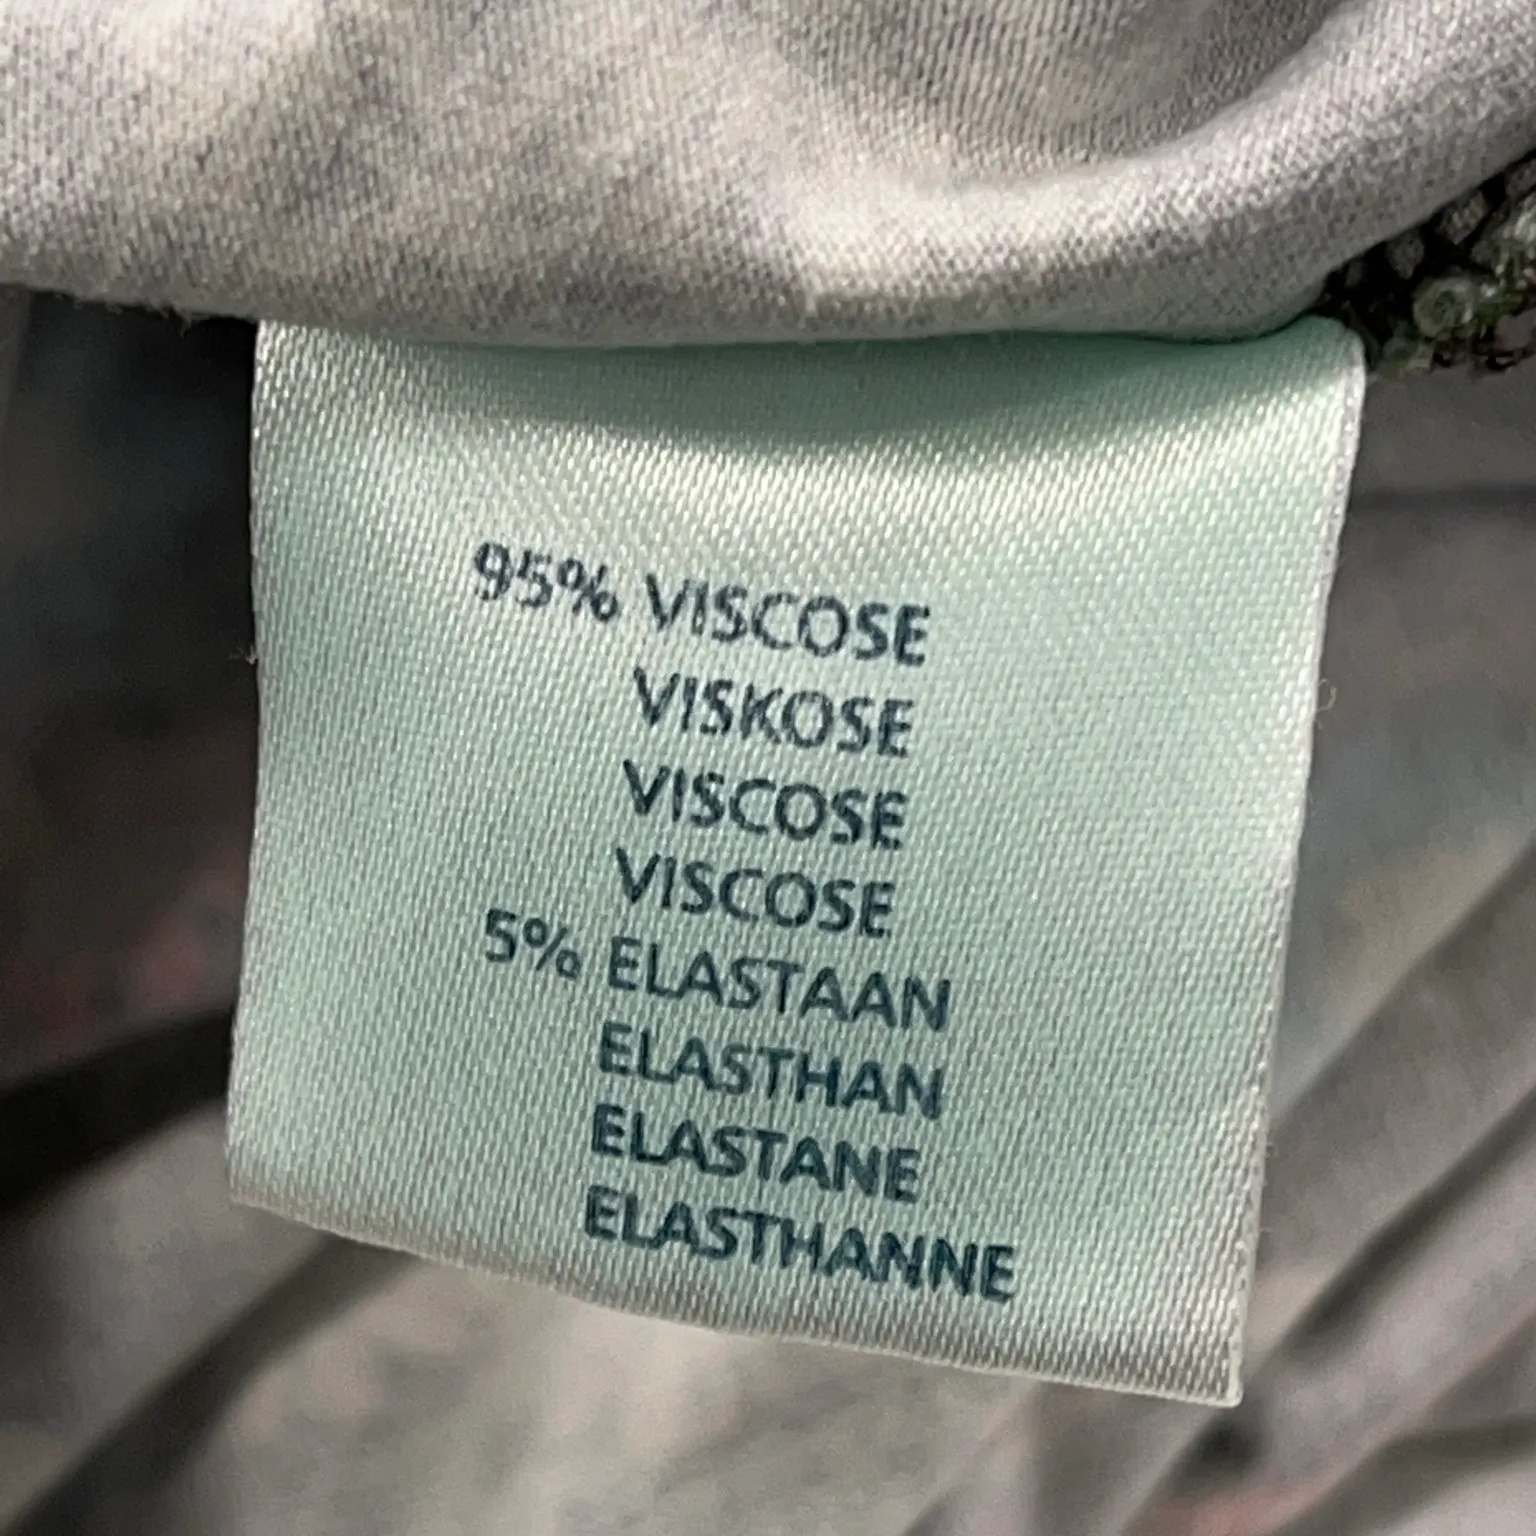 95% VISCOSE
VISKOSE
VISCOSE
VISCOSE
5% ELASTAAN
ELASTHAN
ELASTANE
ELASTHANNE